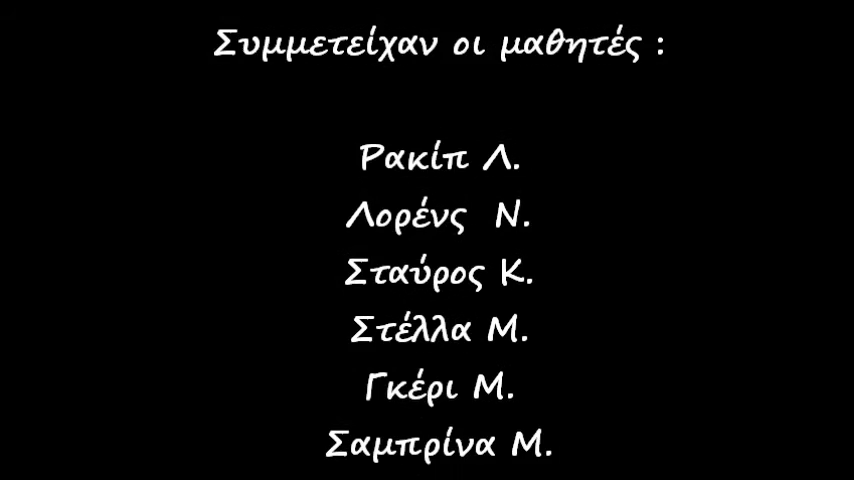 Συμμετείχαν οι μαθητές :
Ρακίπ Λ.
Λορένς Ν.
Σταύρος Κ.
Στέλλα Μ.
Γκέρι Μ.
Σαμπρίνα Μ.